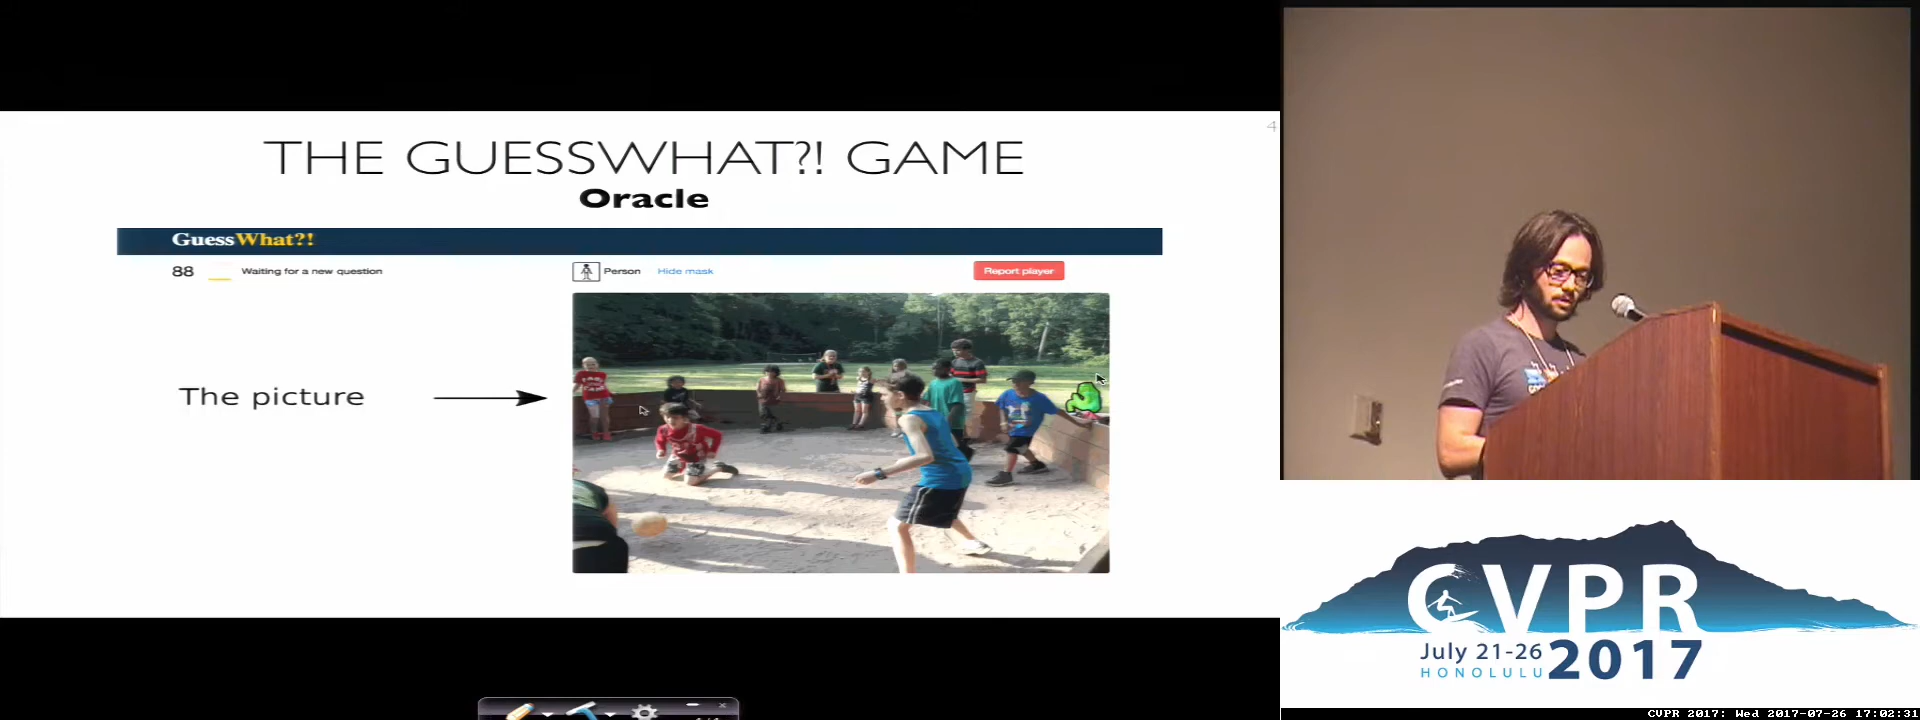 4
THE GUESSWHAT?! GAME
Oracle
GuessWhat?!
88 Waiting for a new question
Person Hide mask
Report player
The picture
CVPR
July 21-26
HONOLULU
2017
CVPR 2017: Wed 2017-07-26 17:02:31